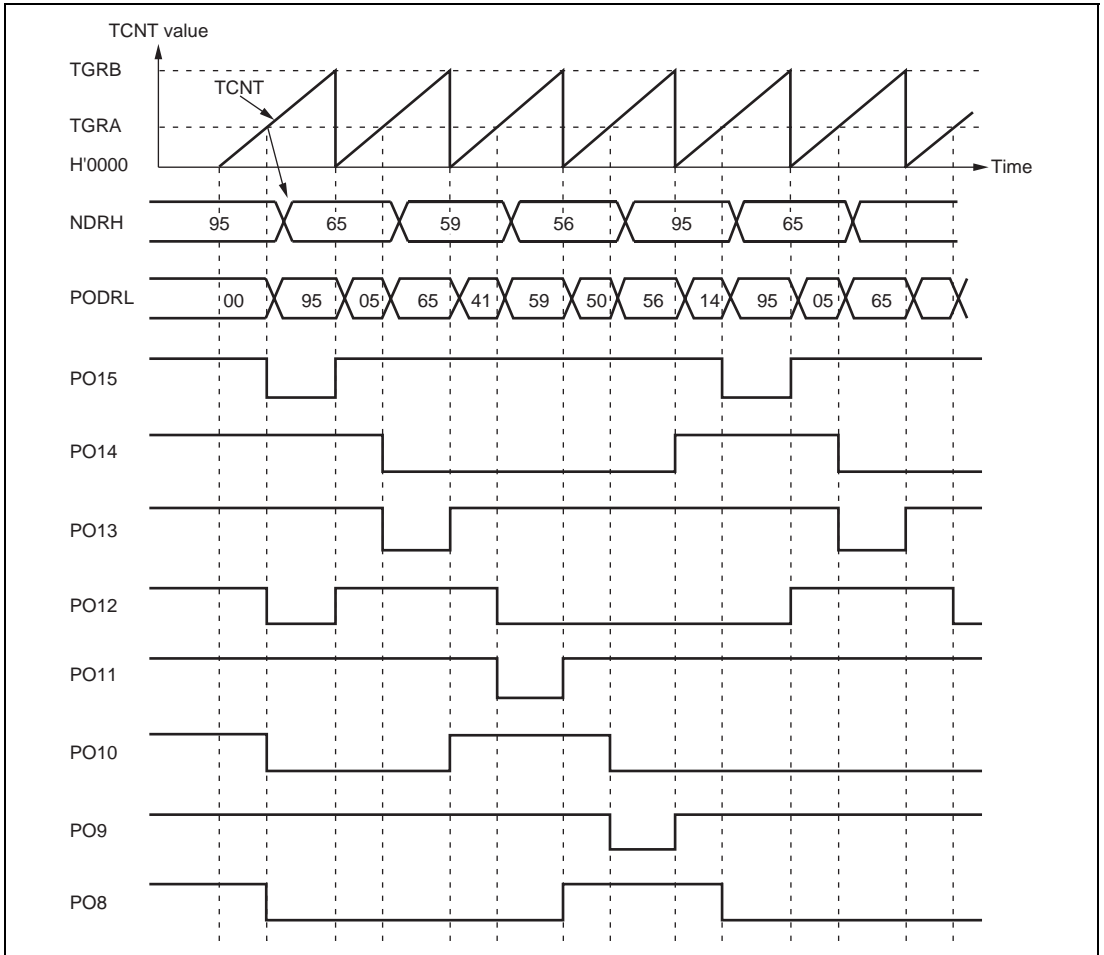 TCNT value
TGRB
TCNT
TGRA
H'0000
Time
NDRH 95 65 59 56 95 65
PODRL 00 95 05 65 41 59 50 56 14 95 05 65
PO15
PO14
PO13
PO12
PO11
PO10
PO9
PO8